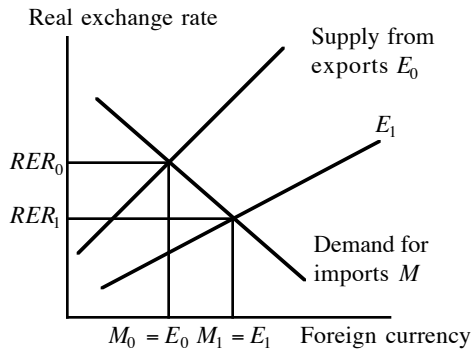 Real exchange rate
Supply from
exports E₀
E₁
RER₀
RER₁
Demand for
imports M
M₀ = E₀ M₁ = E₁ Foreign currency